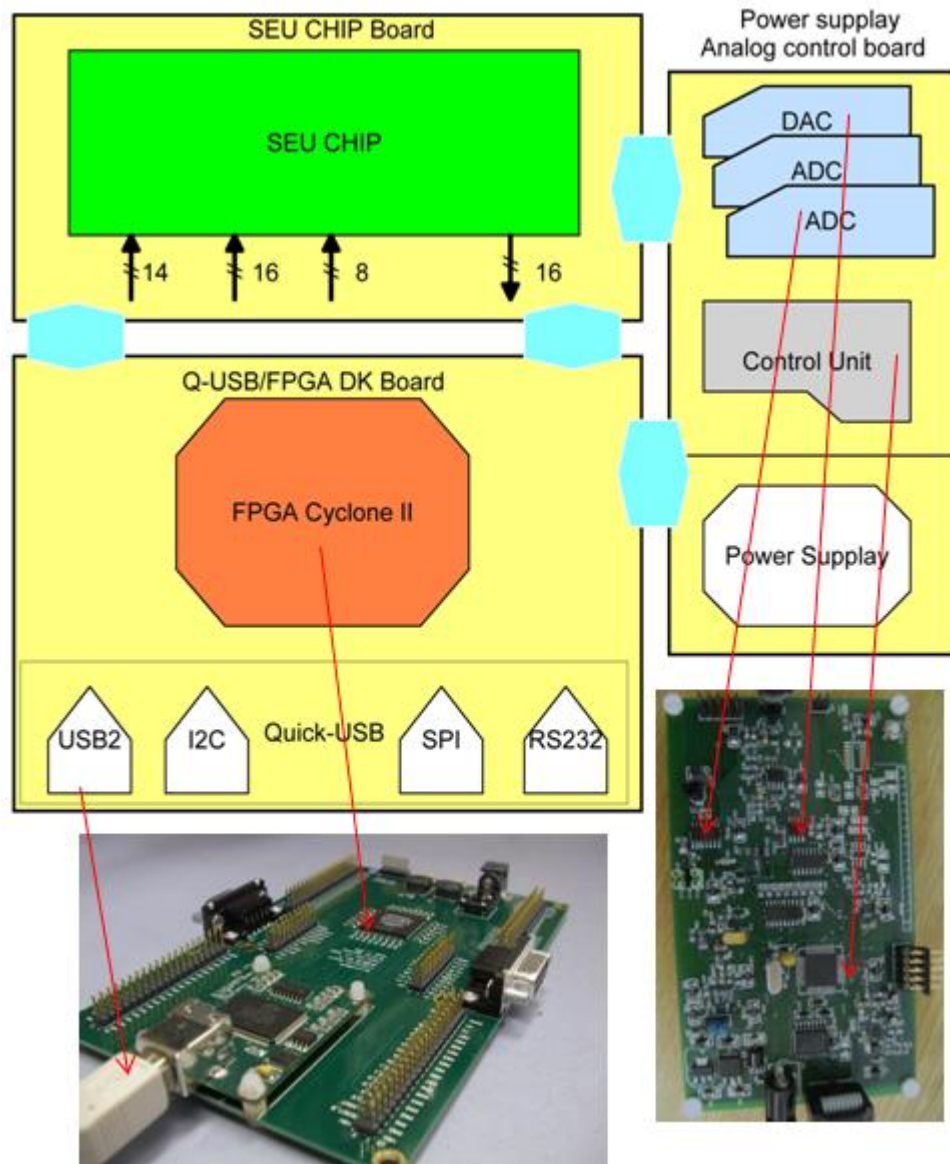 SEU CHIP Board
SEU CHIP
14
16
8
16
Power supplay
Analog control board
DAC
ADC
ADC
Control Unit
Power Supplay
Q-USB/FPGA DK Board
FPGA Cyclone II
Quick-USB
USB2
I2C
SPI
RS232